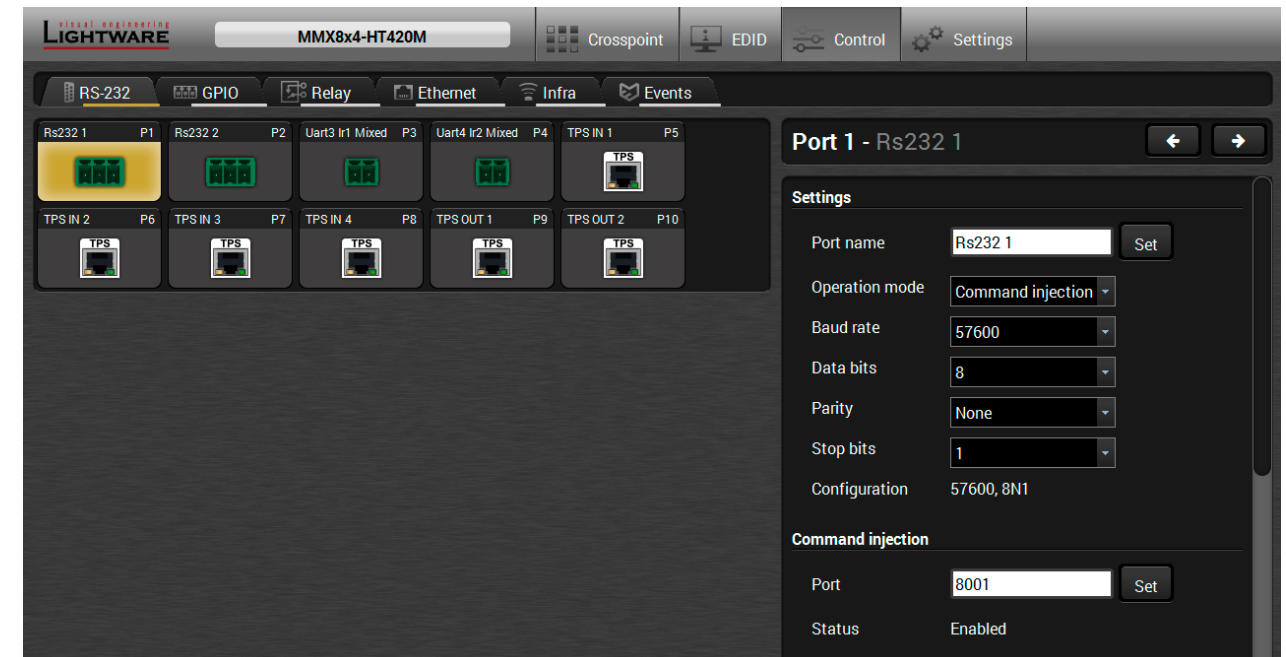 visual engineering
LIGHTWARE
MMX8x4-HT420M
Crosspoint
EDID
Control
Settings
RS-232
GPIO
Relay
Ethernet
Infra
Events
Rs232 1 P1
Rs232 2 P2
Uart3 Ir1 Mixed P3
Uart4 Ir2 Mixed P4
TPS IN 1 P5
TPS
TPS IN 2 P6
TPS IN 3 P7
TPS IN 4 P8
TPS OUT 1 P9
TPS OUT 2 P10
TPS
TPS
TPS
TPS
TPS
Port 1 - Rs232 1
Settings
Port name Rs232 1 Set
Operation mode Command injection
Baud rate 57600
Data bits 8
Parity None
Stop bits 1
Configuration 57600, 8N1
Command injection
Port 8001 Set
Status Enabled